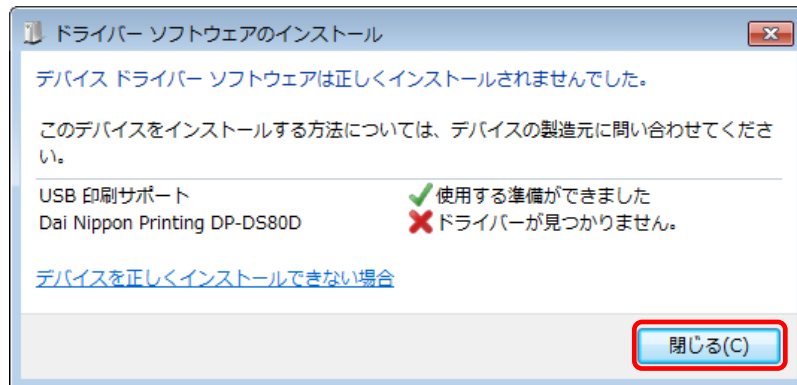 ドライバー ソフトウェアのインストール
デバイス ドライバー ソフトウェアは正しくインストールされませんでした。
このデバイスをインストールする方法については、デバイスの製造元に問い合わせてくださ
い。
USB 印刷サポート 使用する準備ができました
Dai Nippon Printing DP-DS80D ドライバーが見つかりません。
デバイスを正しくインストールできない場合
閉じる(C)